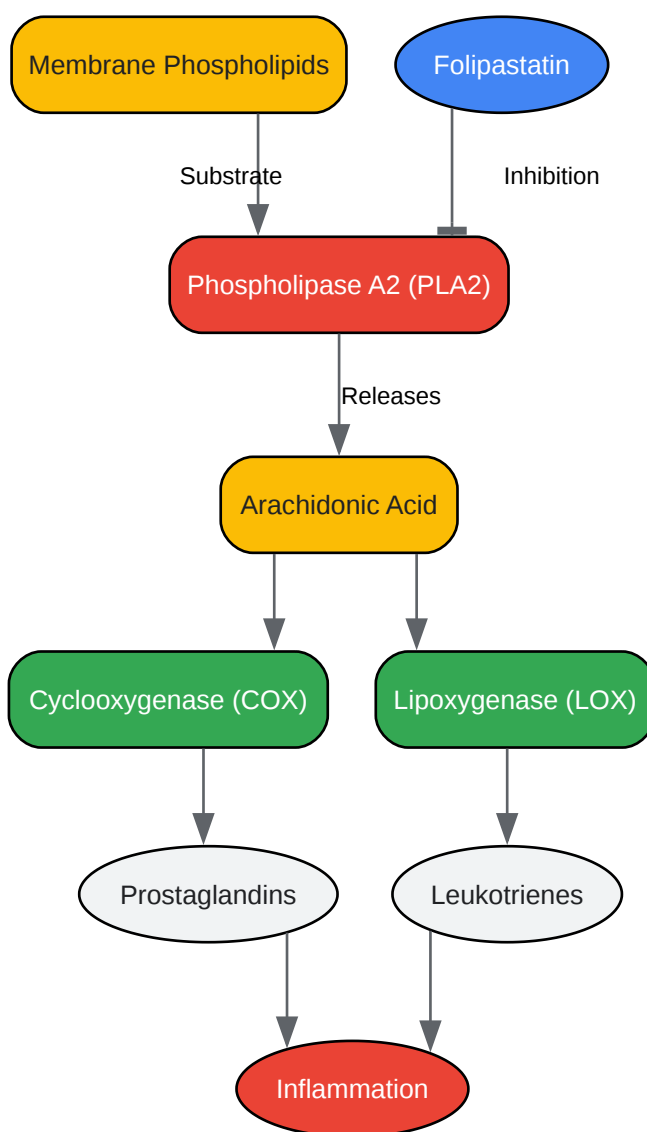 Membrane Phospholipids
Folipastatin
Substrate
Inhibition
Phospholipase A2 (PLA2)
Releases
Arachidonic Acid
Cyclooxygenase (COX)
Lipoxygenase (LOX)
Prostaglandins
Leukotrienes
Inflammation